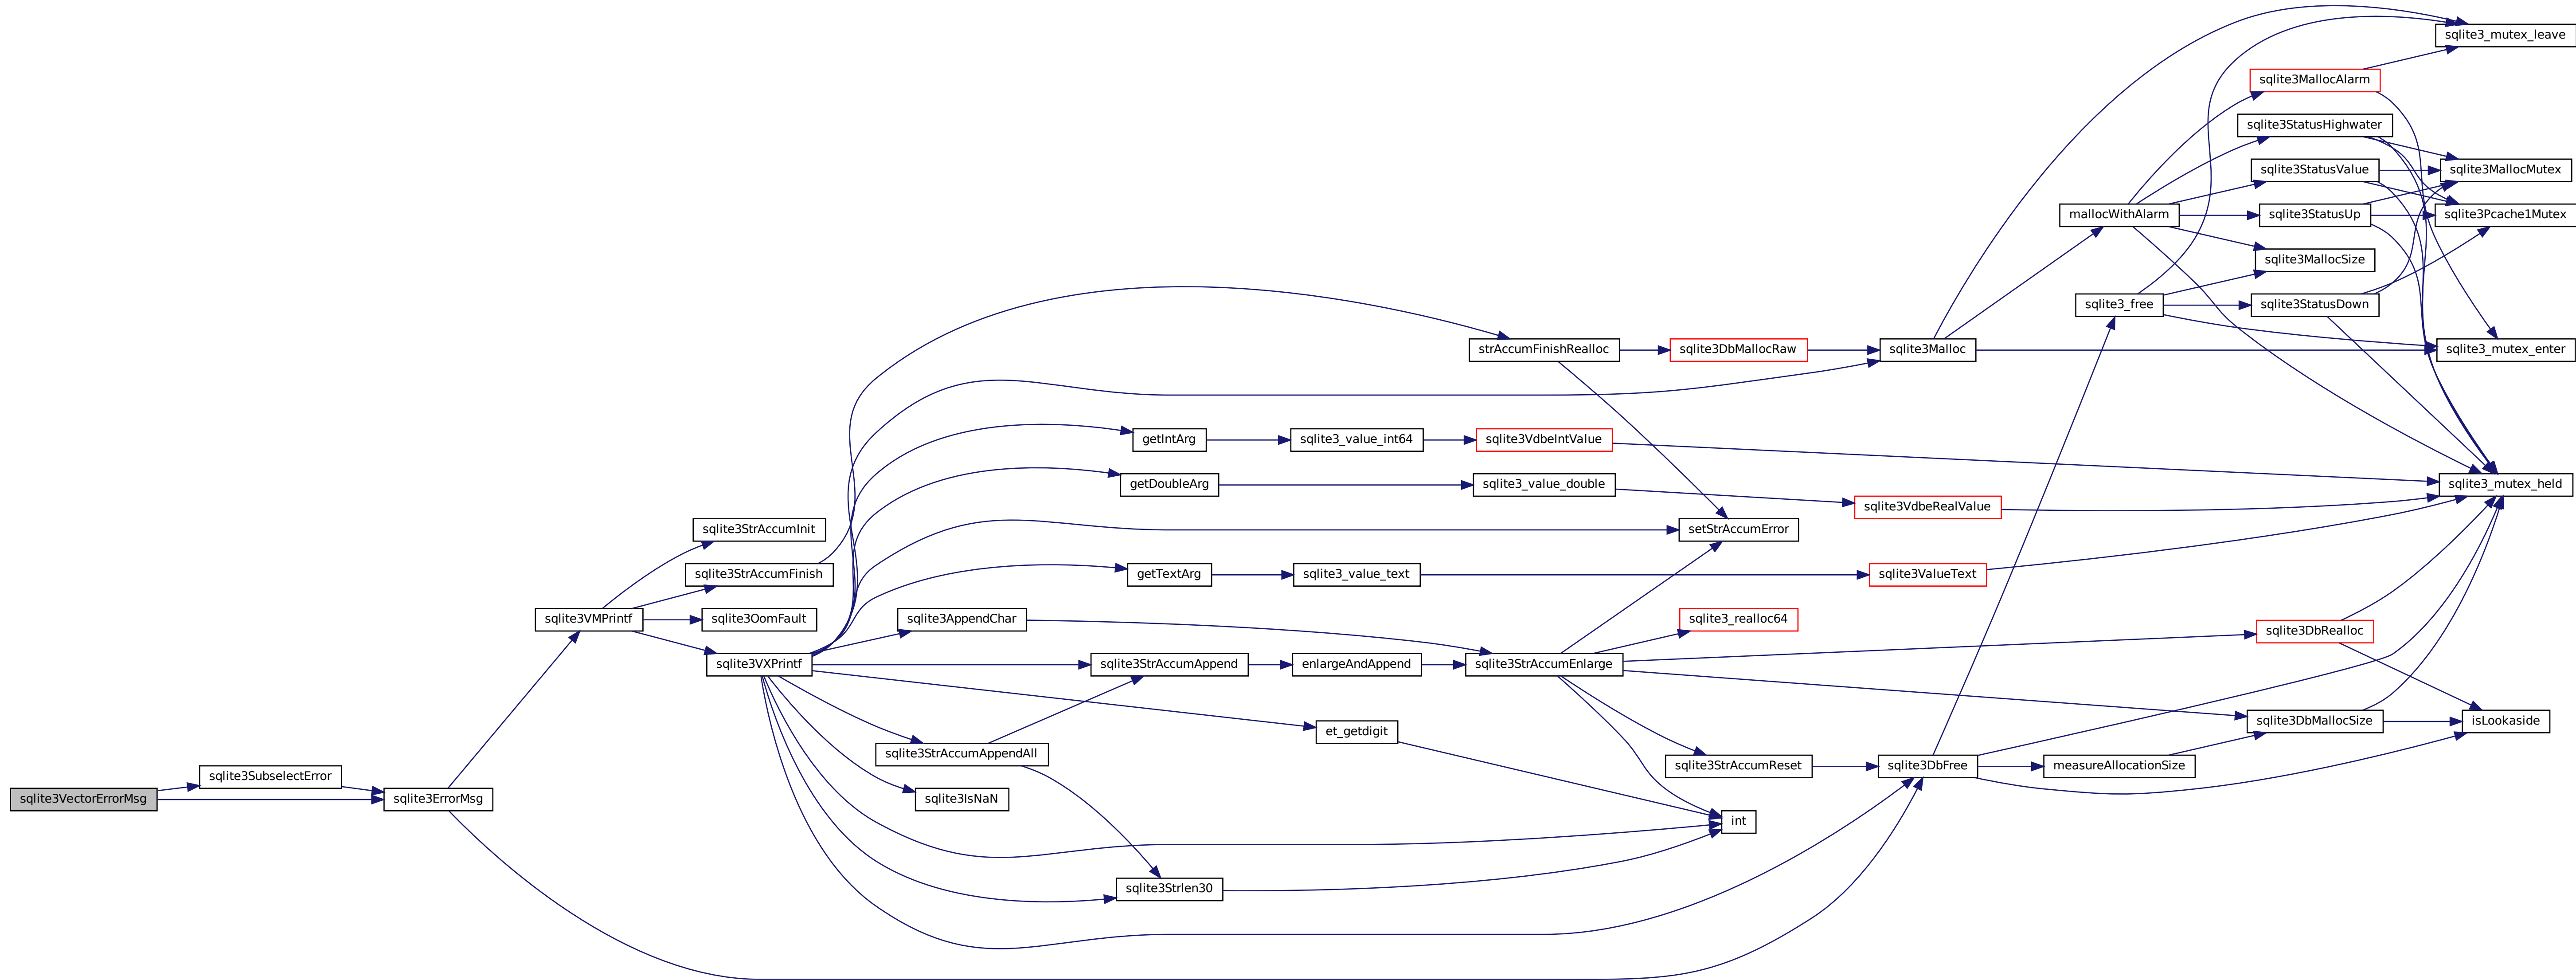 sqlite3VectorErrorMsg
sqlite3SubselectError
sqlite3ErrorMsg
sqlite3VMPrintf
sqlite3StrAccumInit
sqlite3StrAccumFinish
sqlite3OomFault
sqlite3VXPrintf
sqlite3AppendChar
sqlite3StrAccumAppendAll
sqlite3IsNaN
getIntArg
getDoubleArg
getTextArg
sqlite3StrAccumAppend
sqlite3Strlen30
sqlite3_value_int64
sqlite3_value_text
enlargeAndAppend
et_getdigit
strAccumFinishRealloc
sqlite3VdbeIntValue
sqlite3_value_double
sqlite3StrAccumEnlarge
sqlite3DbMallocRaw
setStrAccumError
sqlite3_realloc64
sqlite3StrAccumReset
int
sqlite3Malloc
sqlite3VdbeRealValue
sqlite3ValueText
sqlite3DbFree
mallocWithAlarm
sqlite3_free
measureAllocationSize
sqlite3MallocAlarm
sqlite3StatusHighwater
sqlite3StatusValue
sqlite3StatusUp
sqlite3MallocSize
sqlite3StatusDown
sqlite3DbRealloc
sqlite3DbMallocSize
sqlite3_mutex_leave
sqlite3MallocMutex
sqlite3Pcache1Mutex
sqlite3_mutex_enter
sqlite3_mutex_held
isLookaside